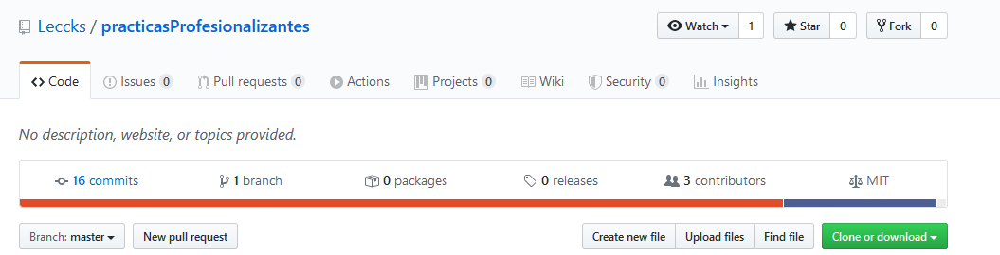 Leccks / practicasProfesionalizantes Watch 1 Star 0 Fork 0
Code Issues 0 Pull requests 0 Actions Projects 0 Wiki Security 0 Insights
No description, website, or topics provided.
16 commits 1 branch 0 packages 0 releases 3 contributors MIT
Branch: master New pull request Create new file Upload files Find file Clone or download